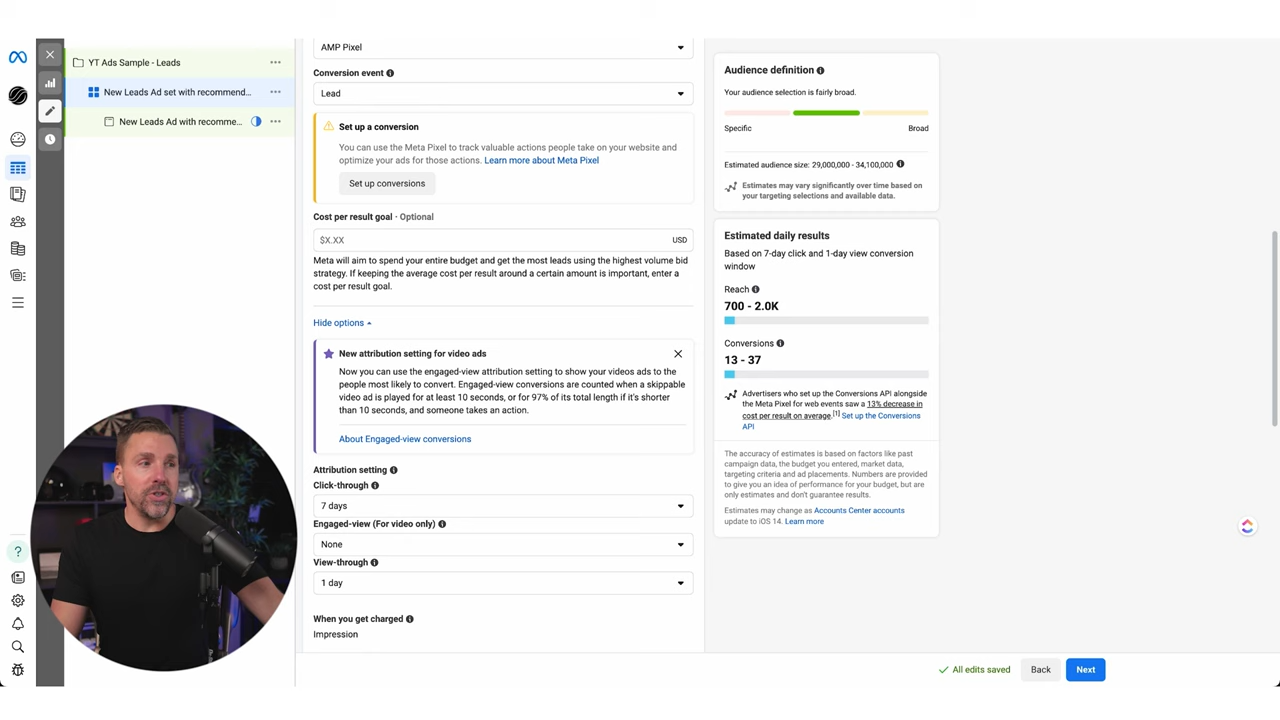 YT Ads Sample - Leads
New Leads Ad set with recommend...
New Leads Ad with recomme...
AMP Pixel
Conversion event
Lead
Set up a conversion
You can use the Meta Pixel to track valuable actions people take on your website and
optimize your ads for those actions. Learn more about Meta Pixel
Set up conversions
Cost per result goal · Optional
$X.XX USD
Meta will aim to spend your entire budget and get the most leads using the highest volume bid
strategy. If keeping the average cost per result around a certain amount is important, enter a
cost per result goal.
Hide options
New attribution setting for video ads
Now you can use the engaged-view attribution setting to show your videos ads to the
people most likely to convert. Engaged-view conversions are counted when a skippable
video ad is played for at least 10 seconds, or for 97% of its total length if it's shorter
than 10 seconds, and someone takes an action.
About Engaged-view conversions
Attribution setting
Click-through
7 days
Engaged-view (For video only)
None
View-through
1 day
When you get charged
Impression
Audience definition
Your audience selection is fairly broad.
Specific Broad
Estimated audience size: 29,000,000 - 34,100,000
Estimates may vary significantly over time based on
your targeting selections and available data.
Estimated daily results
Based on 7-day click and 1-day view conversion
window
Reach
700 - 2.0K
Conversions
13 - 37
Advertisers who set up the Conversions API alongside
the Meta Pixel for web events saw a 13% decrease in
cost per result on average.[1] Set up the Conversions
API
The accuracy of estimates is based on factors like past
campaign data, the budget you entered, market data,
targeting criteria and ad placements. Numbers are provided
to give you an idea of performance for your budget, but are
only estimates and don't guarantee results.
Estimates may change as Accounts Center accounts
update to iOS 14. Learn more
All edits saved
Back
Next